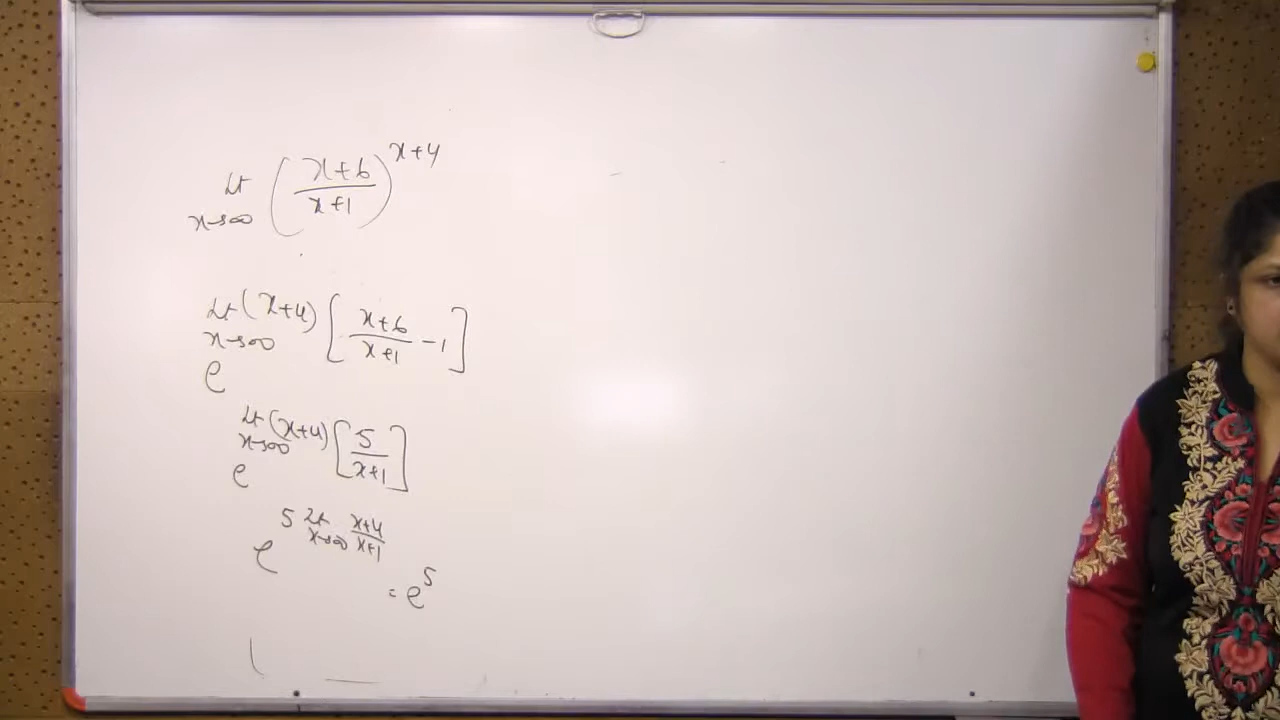 Lt x→∞ ((x+6)/(x+1))^(x+4)
e^(Lt x→∞ (x+4) [(x+6)/(x+1) -1])
e^(Lt x→∞ (x+4) [5/(x+1)])
e^(5 Lt x→∞ (x+4)/(x+1))
= e^5